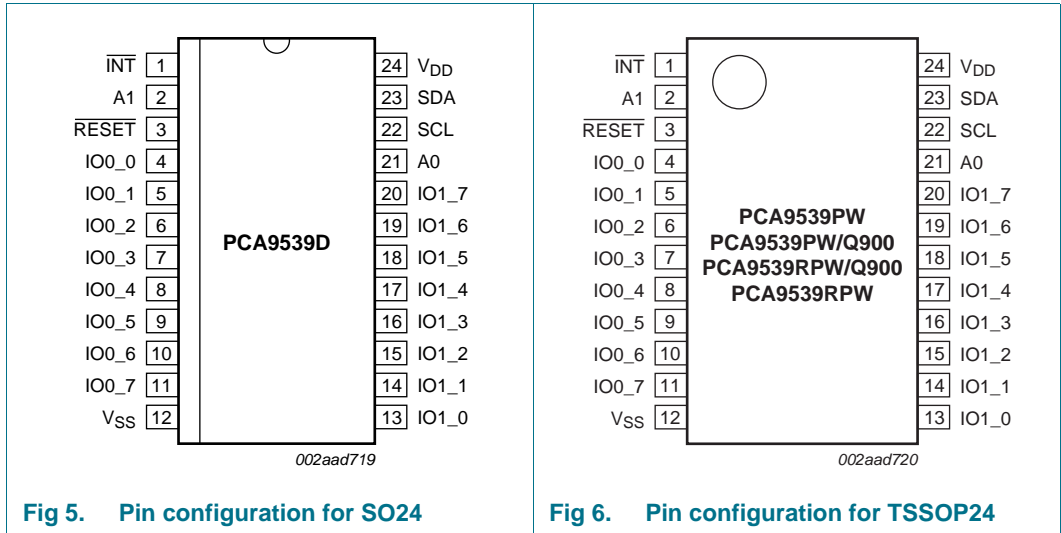 INT 1 24 VDD
A1 2 23 SDA
RESET 3 22 SCL
IO0_0 4 21 A0
IO0_1 5 20 IO1_7
IO0_2 6 19 IO1_6
IO0_3 7 18 IO1_5
IO0_4 8 17 IO1_4
IO0_5 9 16 IO1_3
IO0_6 10 15 IO1_2
IO0_7 11 14 IO1_1
VSS 12 13 IO1_0
PCA9539D
002aad719
Fig 5. Pin configuration for SO24
INT 1 24 VDD
A1 2 23 SDA
RESET 3 22 SCL
IO0_0 4 21 A0
IO0_1 5 20 IO1_7
IO0_2 6 19 IO1_6
IO0_3 7 18 IO1_5
IO0_4 8 17 IO1_4
IO0_5 9 16 IO1_3
IO0_6 10 15 IO1_2
IO0_7 11 14 IO1_1
VSS 12 13 IO1_0
PCA9539PW
PCA9539PW/Q900
PCA9539RPW/Q900
PCA9539RPW
002aad720
Fig 6. Pin configuration for TSSOP24